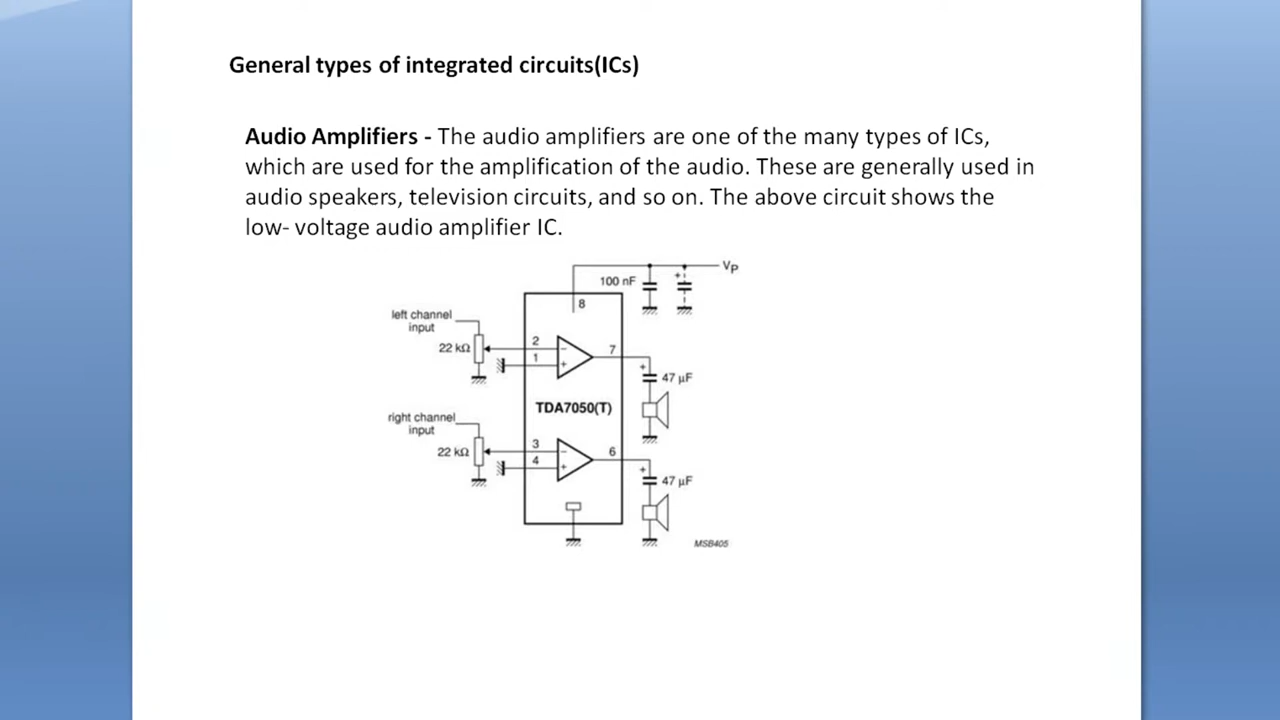 General types of integrated circuits(ICs)
Audio Amplifiers - The audio amplifiers are one of the many types of ICs,
which are used for the amplification of the audio. These are generally used in
audio speakers, television circuits, and so on. The above circuit shows the
low- voltage audio amplifier IC.
VP
100 nF
+
8
left channel
input
22 kΩ
2
1
−
+
7
+
47 μF
TDA7050(T)
right channel
input
22 kΩ
3
4
−
+
6
+
47 μF
MSB405